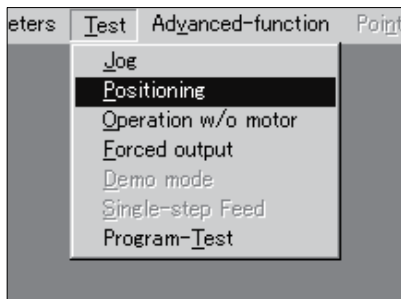 eters Test Advanced-function Point
Jog
Positioning
Operation w/o motor
Forced output
Demo mode
Single-step Feed
Program-Test